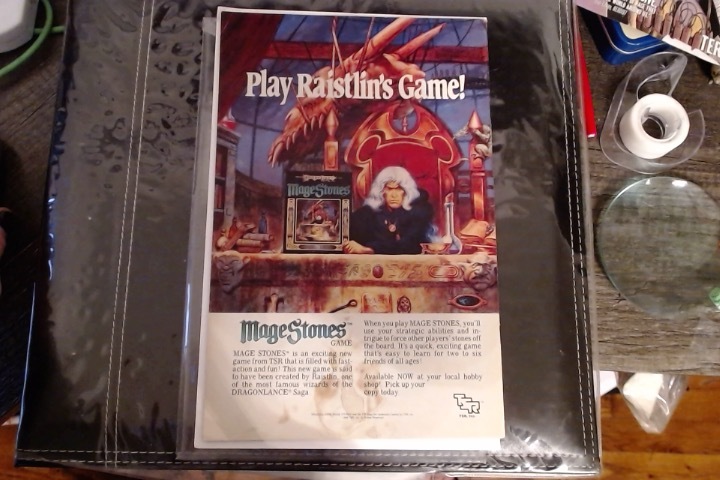 Play Raistlin's Game!
MageStones
MageStones™
GAME
MAGE STONES™ is an exciting new
game from TSR that is filled with fast
action and fun! This new game is said
to have been created by Raistlin, one
of the most famous wizards of the
DRAGONLANCE® Saga
When you play MAGE STONES, you'll
use your strategic abilities and in-
trigue to force other players' stones off
the board. It's a quick, exciting game
that's easy to learn for two to six
friends of all ages!
Available NOW at your local hobby
shop! Pick up your
copy today
TSR
TSR, Inc.
TE